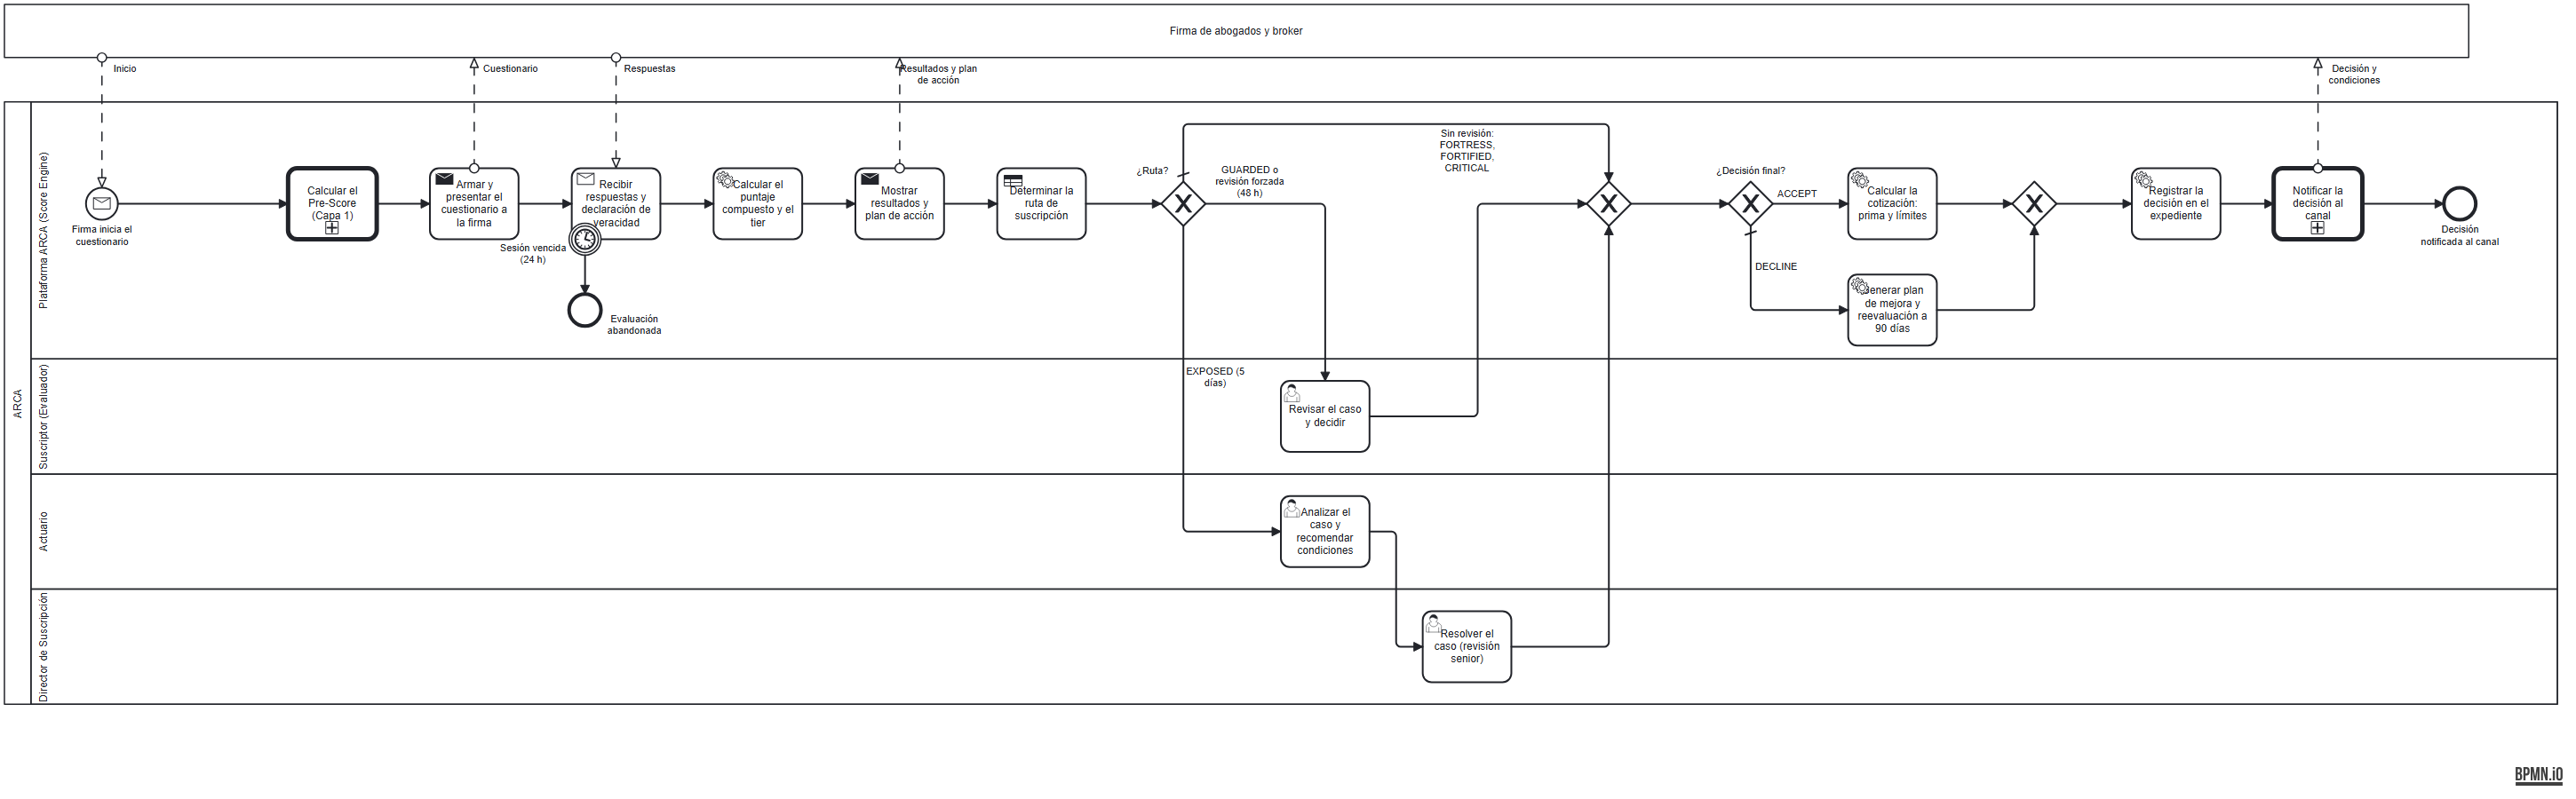 Firma de abogados y broker
Inicio
Cuestionario
Respuestas
Resultados y plan
de acción
Decisión y
condiciones
ARCA
Plataforma ARCA (Score Engine)
Firma inicia el
cuestionario
Calcular el
Pre-Score
(Capa 1)
Armar y
presentar el
cuestionario a
la firma
Recibir
respuestas y
declaración de
veracidad
Sesión vencida
(24 h)
Evaluación
abandonada
Calcular el
puntaje
compuesto y el
tier
Mostrar
resultados y
plan de acción
Determinar la
ruta de
suscripción
¿Ruta?
GUARDED o
revisión forzada
(48 h)
Sin revisión:
FORTRESS,
FORTIFIED,
CRITICAL
EXPOSED (5
días)
¿Decisión final?
ACCEPT
DECLINE
Calcular la
cotización:
prima y límites
Generar plan
de mejora y
reevaluación a
90 días
Registrar la
decisión en el
expediente
Notificar la
decisión al
canal
Decisión
notificada al canal
Suscriptor (Evaluador)
Revisar el caso
y decidir
Actuario
Analizar el
caso y
recomendar
condiciones
Director de Suscripción
Resolver el
caso (revisión
senior)
BPMN.iO